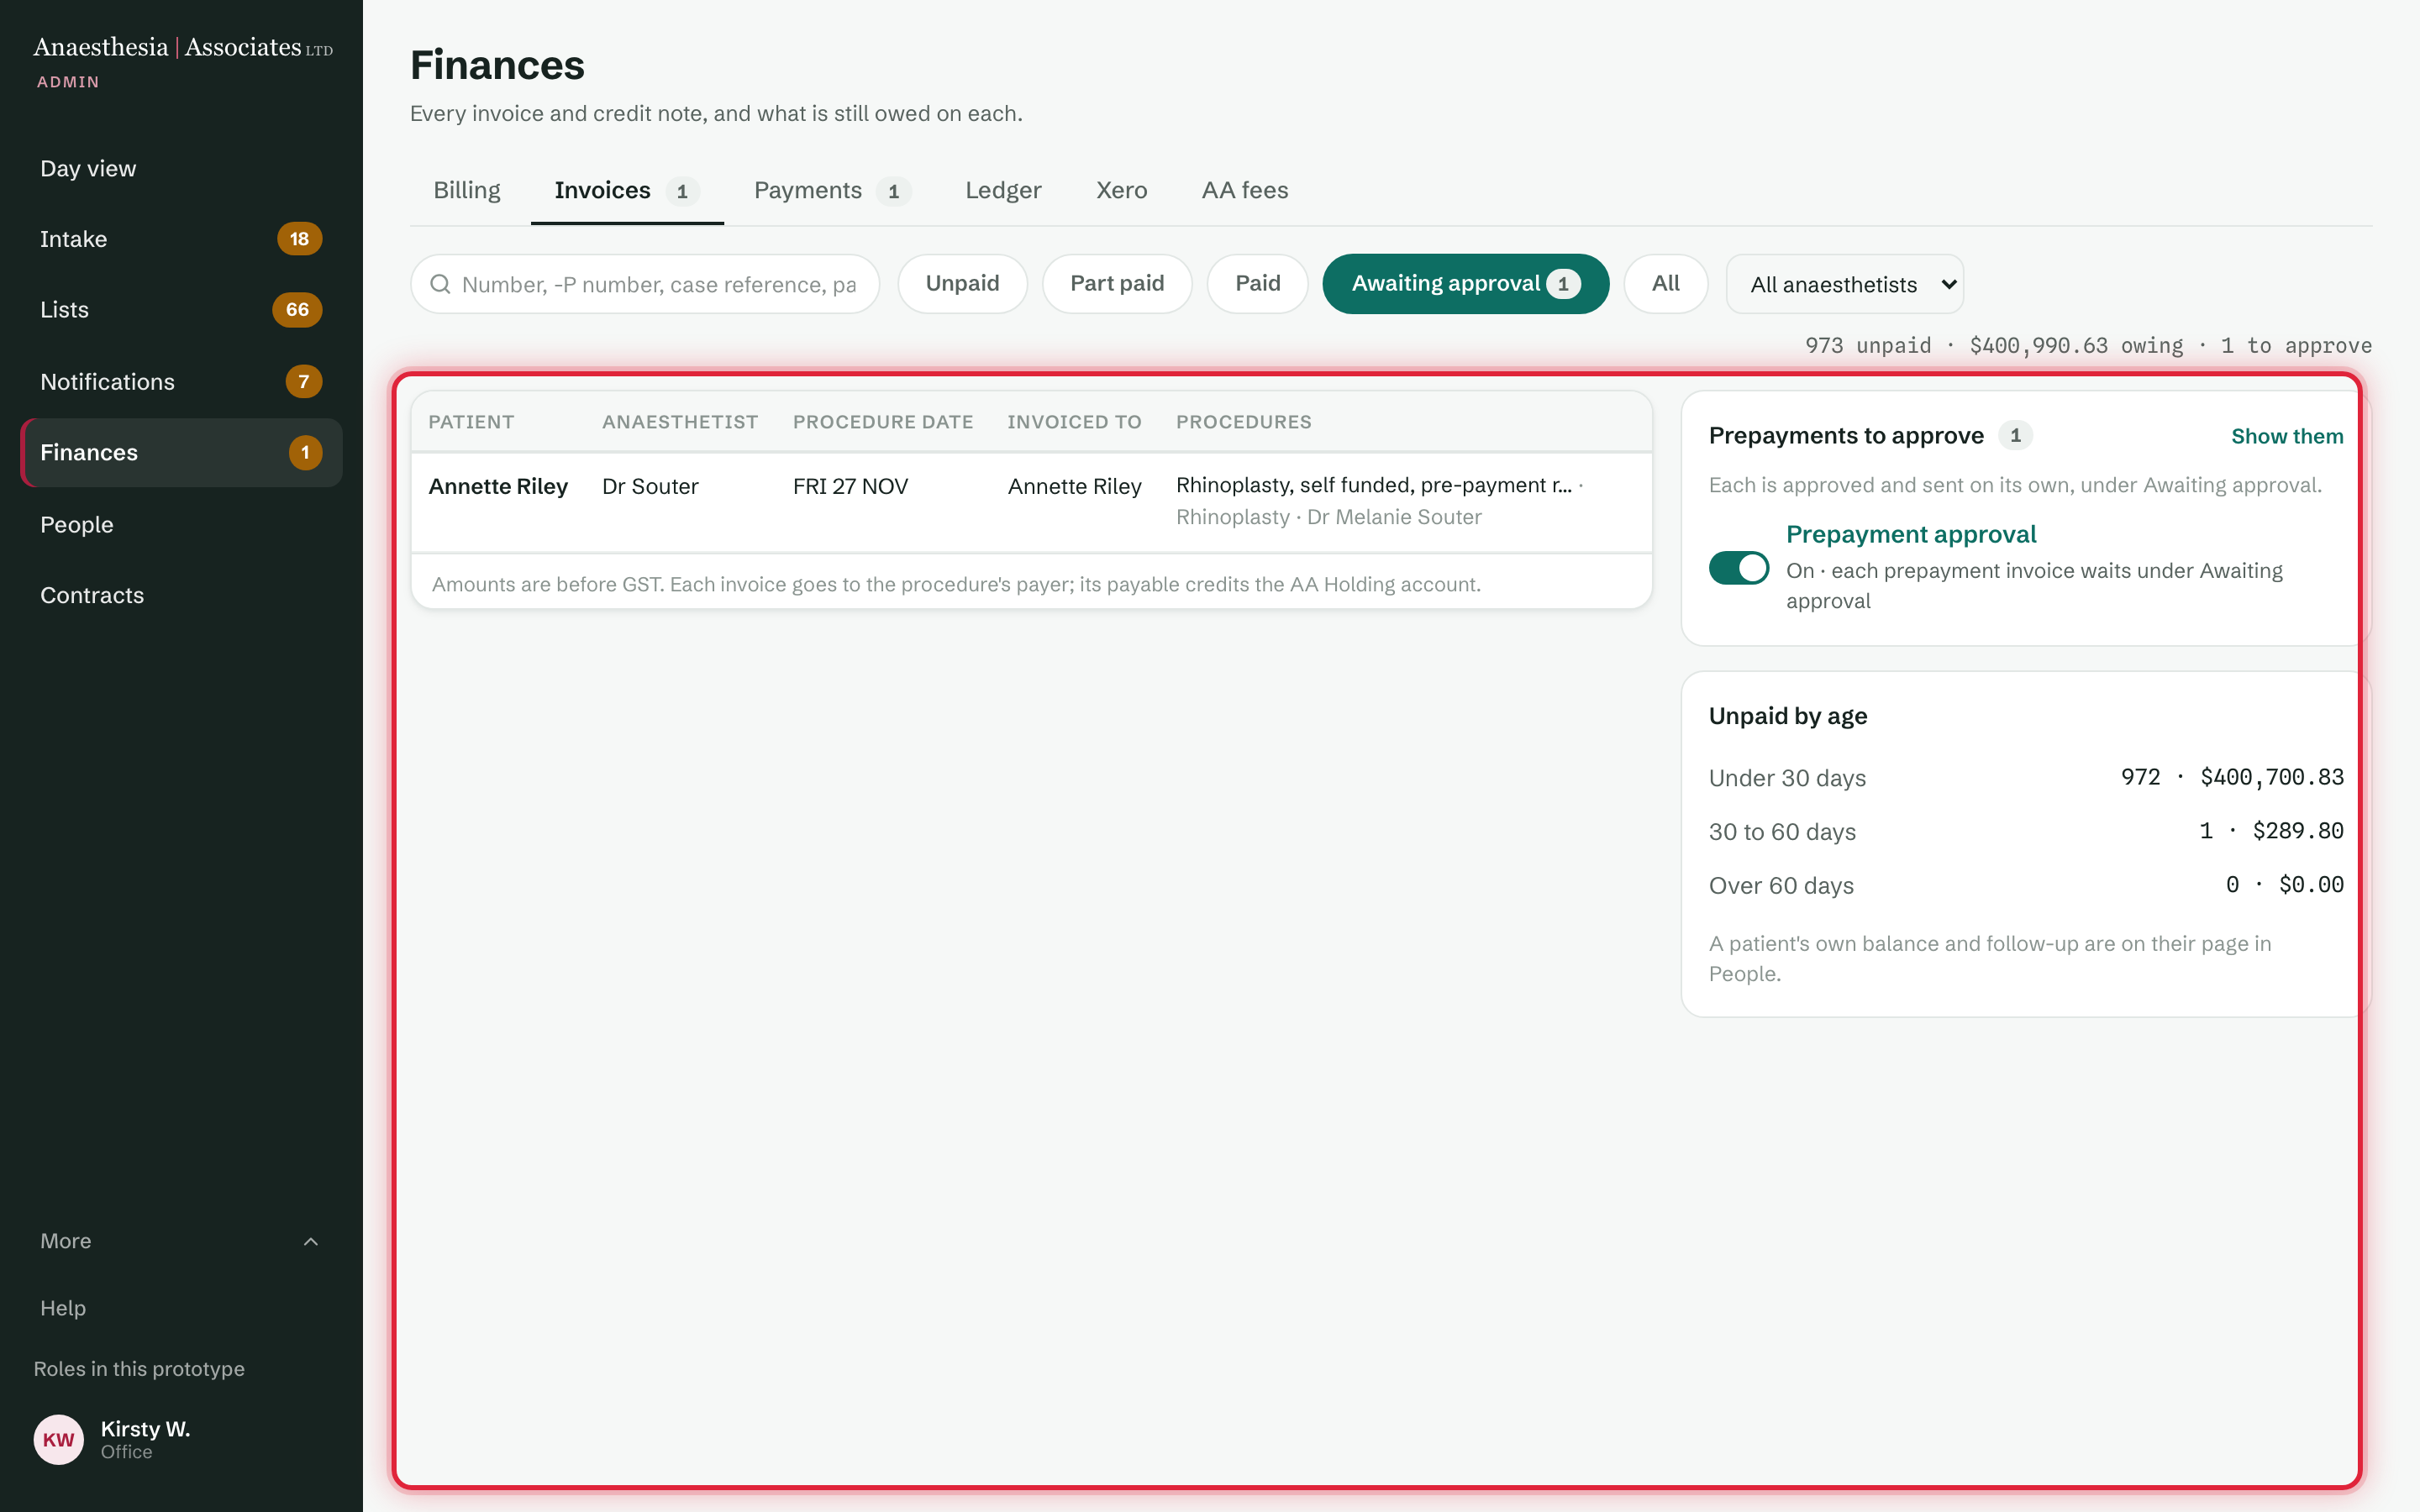 Anaesthesia | Associates LTD
ADMIN
Day view
Intake 18
Lists 66
Notifications 7
Finances 1
People
Contracts
More
Help
Roles in this prototype
KW
Kirsty W.
Office
Finances
Every invoice and credit note, and what is still owed on each.
Billing Invoices 1 Payments 1 Ledger Xero AA fees
Number, -P number, case reference, pa Unpaid Part paid Paid Awaiting approval 1 All All anaesthetists
973 unpaid · $400,990.63 owing · 1 to approve
PATIENT ANAESTHETIST PROCEDURE DATE INVOICED TO PROCEDURES
Annette Riley Dr Souter FRI 27 NOV Annette Riley Rhinoplasty, self funded, pre-payment r... ·
Rhinoplasty · Dr Melanie Souter
Amounts are before GST. Each invoice goes to the procedure's payer; its payable credits the AA Holding account.
Prepayments to approve 1 Show them
Each is approved and sent on its own, under Awaiting approval.
Prepayment approval
On · each prepayment invoice waits under Awaiting
approval
Unpaid by age
Under 30 days 972 · $400,700.83
30 to 60 days 1 · $289.80
Over 60 days 0 · $0.00
A patient's own balance and follow-up are on their page in
People.